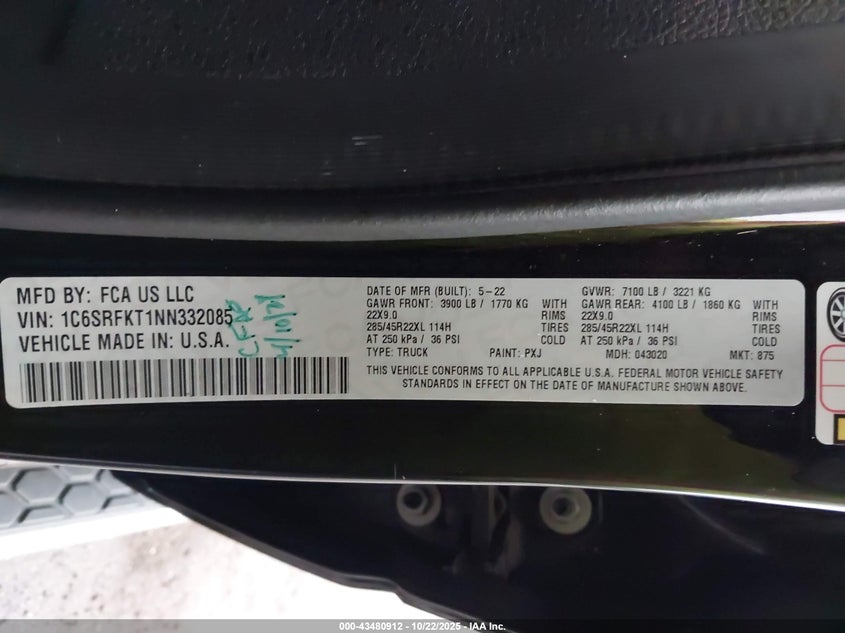 MFD BY: FCA US LLC
VIN: 1C6SRFKT1NN332085
VEHICLE MADE IN: U.S.A.
DATE OF MFR (BUILT): 5-22 GVWR: 7100 LB / 3221 KG
GAWR FRONT: 3900 LB / 1770 KG WITH GAWR REAR: 4100 LB / 1860 KG WITH
22X9.0 RIMS 22X9.0 RIMS
285/45R22XL 114H TIRES 285/45R22XL 114H TIRES
AT 250 kPa / 36 PSI COLD AT 250 kPa / 36 PSI COLD
TYPE: TRUCK PAINT: PXJ MDH: 043020 MKT: 875
THIS VEHICLE CONFORMS TO ALL APPLICABLE U.S.A. FEDERAL MOTOR VEHICLE SAFETY
STANDARDS IN EFFECT ON THE DATE OF MANUFACTURE SHOWN ABOVE.
000-43480912 - 10/22/2025 - IAA Inc.